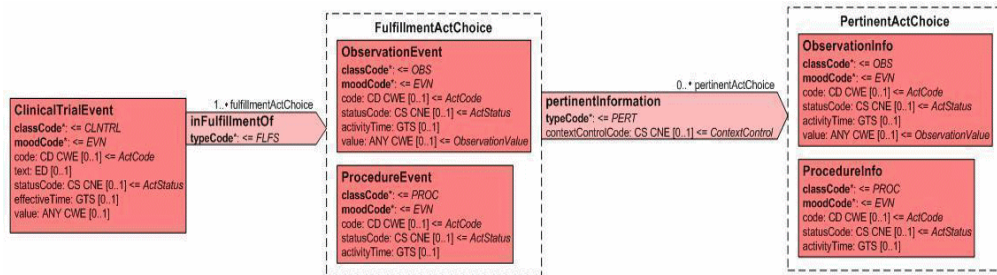 FulfillmentActChoice
ObservationEvent
classCode*: <= OBS
moodCode*: <= EVN
code: CD CWE [0..1] <= ActCode
statusCode: CS CNE [0..1] <= ActStatus
activityTime: GTS [0..1]
value: ANY CWE [0..1] <= ObservationValue
ProcedureEvent
classCode*: <= PROC
moodCode*: <= EVN
code: CD CWE [0..1] <= ActCode
statusCode: CS CNE [0..1] <= ActStatus
activityTime: GTS [0..1]
ClinicalTrialEvent
classCode*: <= CLNTRL
moodCode*: <= EVN
code: CD CWE [0..1] <= ActCode
text: ED [0..1]
statusCode: CS CNE [0..1] <= ActStatus
effectiveTime: GTS [0..1]
value: ANY CWE [0..1]
1..* fulfillmentActChoice
inFulfillmentOf
typeCode*: <= FLFS
0..* pertinentActChoice
pertinentInformation
typeCode*: <= PERT
contextControlCode: CS CNE [0..1] <= ContextControl
PertinentActChoice
ObservationInfo
classCode*: <= OBS
moodCode*: <= EVN
code: CD CWE [0..1] <= ActCode
statusCode: CS CNE [0..1] <= ActStatus
activityTime: GTS [0..1]
value: ANY CWE [0..1] <= ObservationValue
ProcedureInfo
classCode*: <= PROC
moodCode*: <= EVN
code: CD CWE [0..1] <= ActCode
statusCode: CS CNE [0..1] <= ActStatus
activityTime: GTS [0..1]